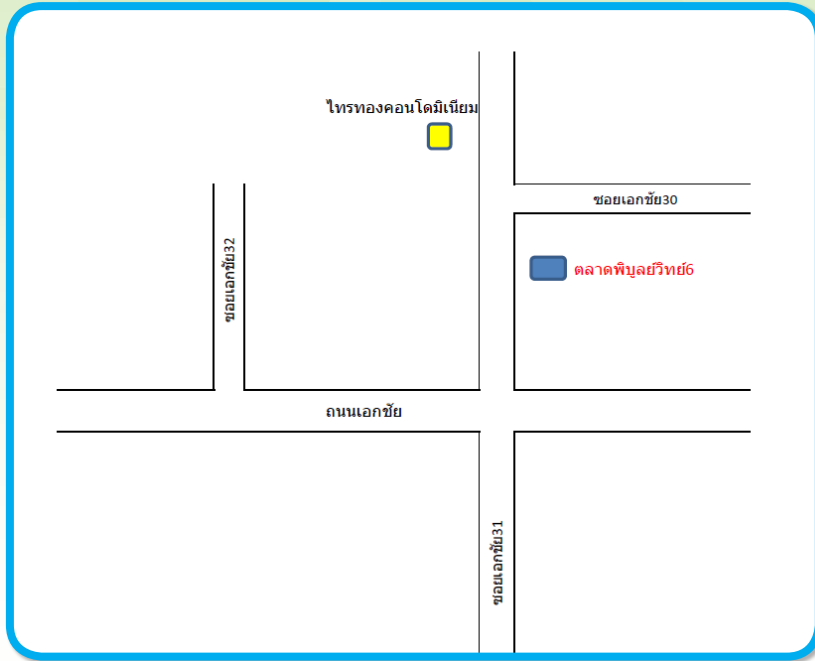 ไทรทองคอนโดมิเนียม
ซอยเอกชัย30
ซอยเอกชัย32
ตลาดพิบูลย์วิทย์6
ถนนเอกชัย
ซอยเอกชัย31